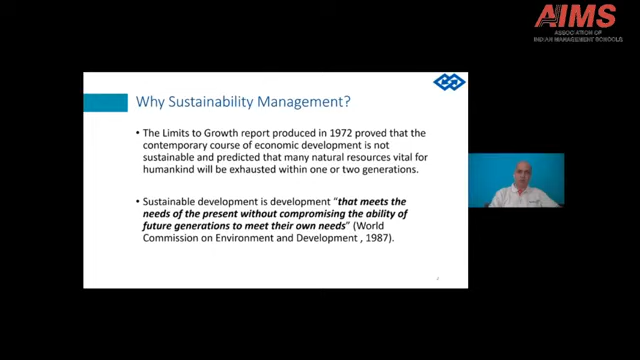 AIMS
ASSOCIATION OF
INDIAN MANAGEMENT SCHOOLS
Why Sustainability Management?
• The Limits to Growth report produced in 1972 proved that the
contemporary course of economic development is not
sustainable and predicted that many natural resources vital for
humankind will be exhausted within one or two generations.
• Sustainable development is development “that meets the
needs of the present without compromising the ability of
future generations to meet their own needs” (World
Commission on Environment and Development , 1987).